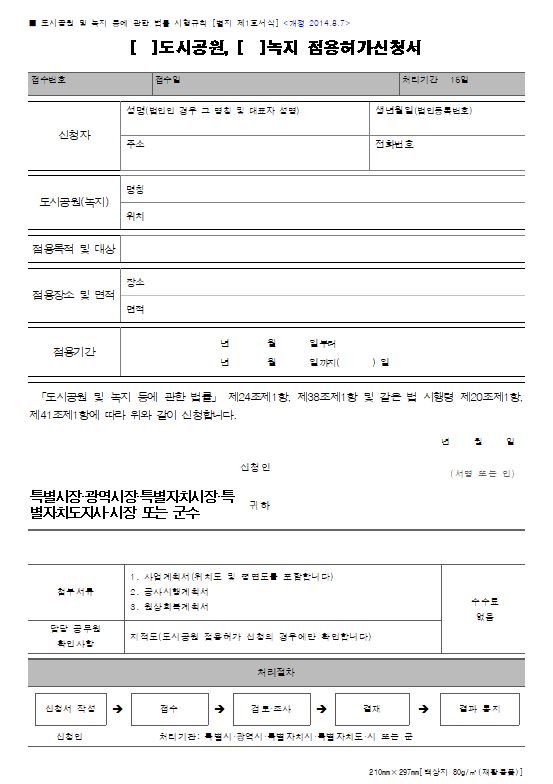 ■ 도시공원 및 녹지 등에 관한 법률 시행규칙 [별지 제1호서식] <개정 2014.8.7>
[ ]도시공원, [ ]녹지 점용허가신청서
접수번호 접수일 처리기간 15일
신청자
성명(법인인 경우 그 명칭 및 대표자 성명) 생년월일(법인등록번호)
주소 전화번호
도시공원(녹지)
명칭
위치
점용목적 및 대상
점용장소 및 면적
장소
면적
점용기간
년 월 일부터
년 월 일까지( ) 일
「도시공원 및 녹지 등에 관한 법률」 제24조제1항, 제38조제1항 및 같은 법 시행령 제20조제1항,
제41조제1항에 따라 위와 같이 신청합니다.
년 월 일
신청인 (서명 또는 인)
특별시장·광역시장·특별자치시장·특
별자치도지사·시장 또는 군수 귀하
첨부서류
1. 사업계획서(위치도 및 평면도를 포함합니다)
2. 공사시행계획서
3. 원상회복계획서
수수료
없음
담당 공무원
확인사항
지적도(도시공원 점용허가 신청의 경우에만 확인합니다)
처리절차
신청서 작성 ➔ 접수 ➔ 검토·조사 ➔ 결재 ➔ 결과 통지
신청인 처리기관: 특별시·광역시·특별자치시·특별자치도·시 또는 군
210mm×297mm[백상지 80g/㎡(재활용품)]